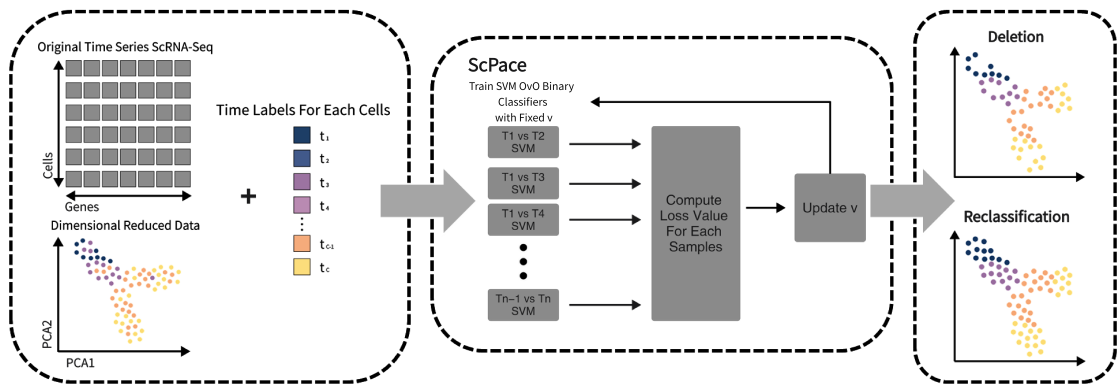 Original Time Series ScRNA-Seq
Cells
Genes
Dimensional Reduced Data
PCA2
PCA1
+
Time Labels For Each Cells
t₁
t₂
t₃
t₄
⋮
t꜀₋₁
t꜀
ScPace
Train SVM OvO Binary
Classifiers
with Fixed v
T1 vs T2
SVM
T1 vs T3
SVM
T1 vs T4
SVM
Tn−1 vs Tn
SVM
Compute
Loss Value
For Each
Samples
Update v
Deletion
Reclassification